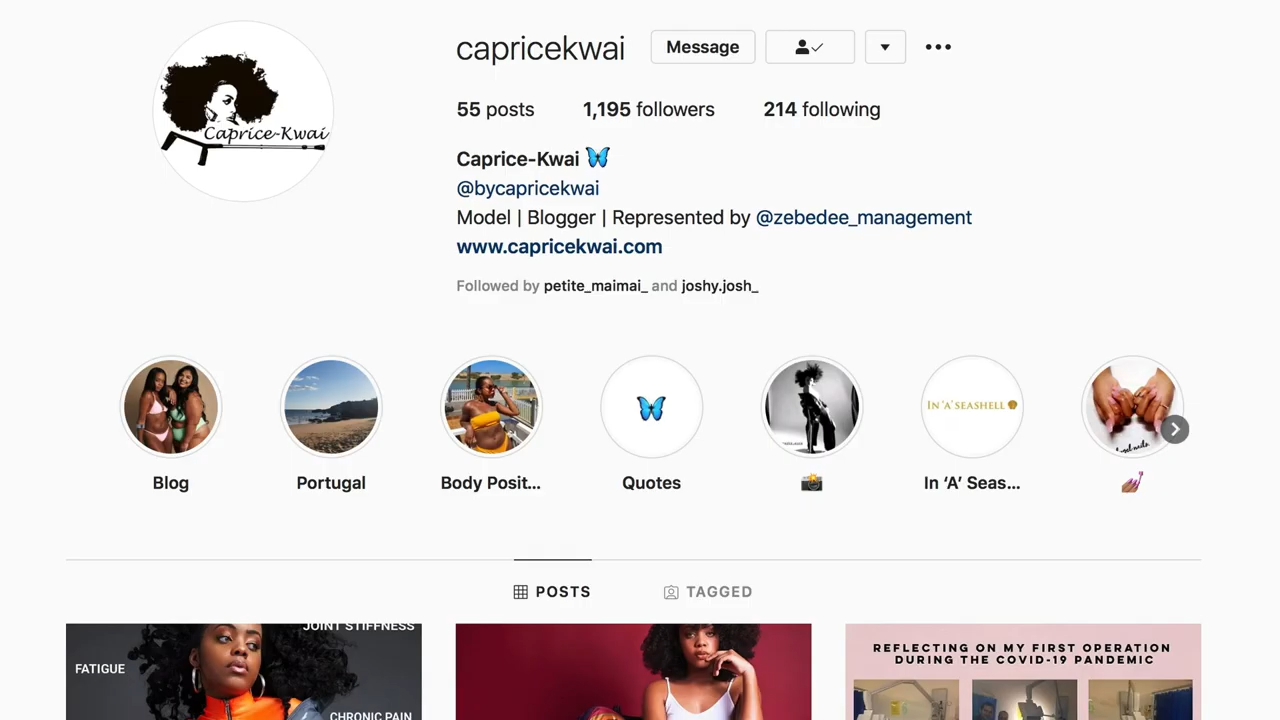 capricekwai
Message
55 posts
1,195 followers
214 following
Caprice-Kwai
Caprice-Kwai 🦋
@bycapricekwai
Model | Blogger | Represented by @zebedee_management
www.capricekwai.com
Followed by petite_maimai_ and joshy.josh_
IN 'A' SEASHELL
Blog
Portugal
Body Posit...
Quotes
In ‘A’ Seas...
POSTS
TAGGED
JOINT STIFFNESS
FATIGUE
CHRONIC PAIN
REFLECTING ON MY FIRST OPERATION
DURING THE COVID-19 PANDEMIC